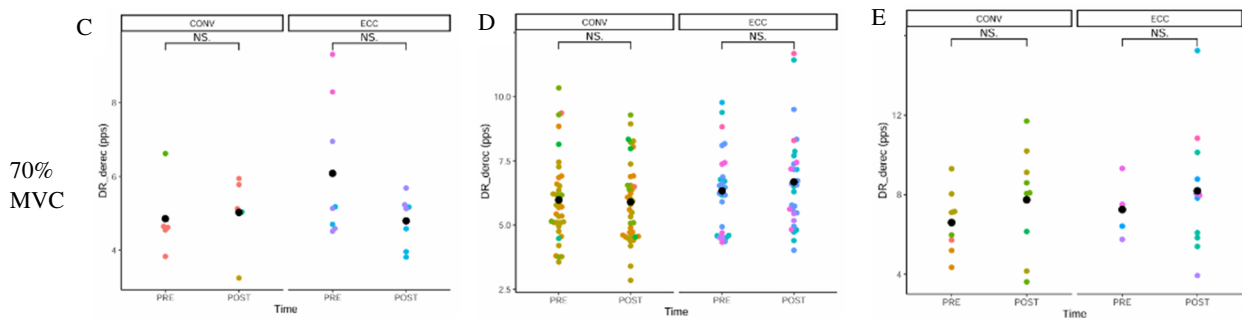 C
CONV
ECC
NS.
NS.
8
6
4
DR_derec (pps)
PRE
POST
PRE
POST
Time
D
CONV
ECC
NS.
NS.
10.0
7.5
5.0
2.5
DR_derec (pps)
PRE
POST
PRE
POST
Time
E
CONV
ECC
NS.
NS.
12
8
4
DR_derec (pps)
PRE
POST
PRE
POST
Time
70%
MVC